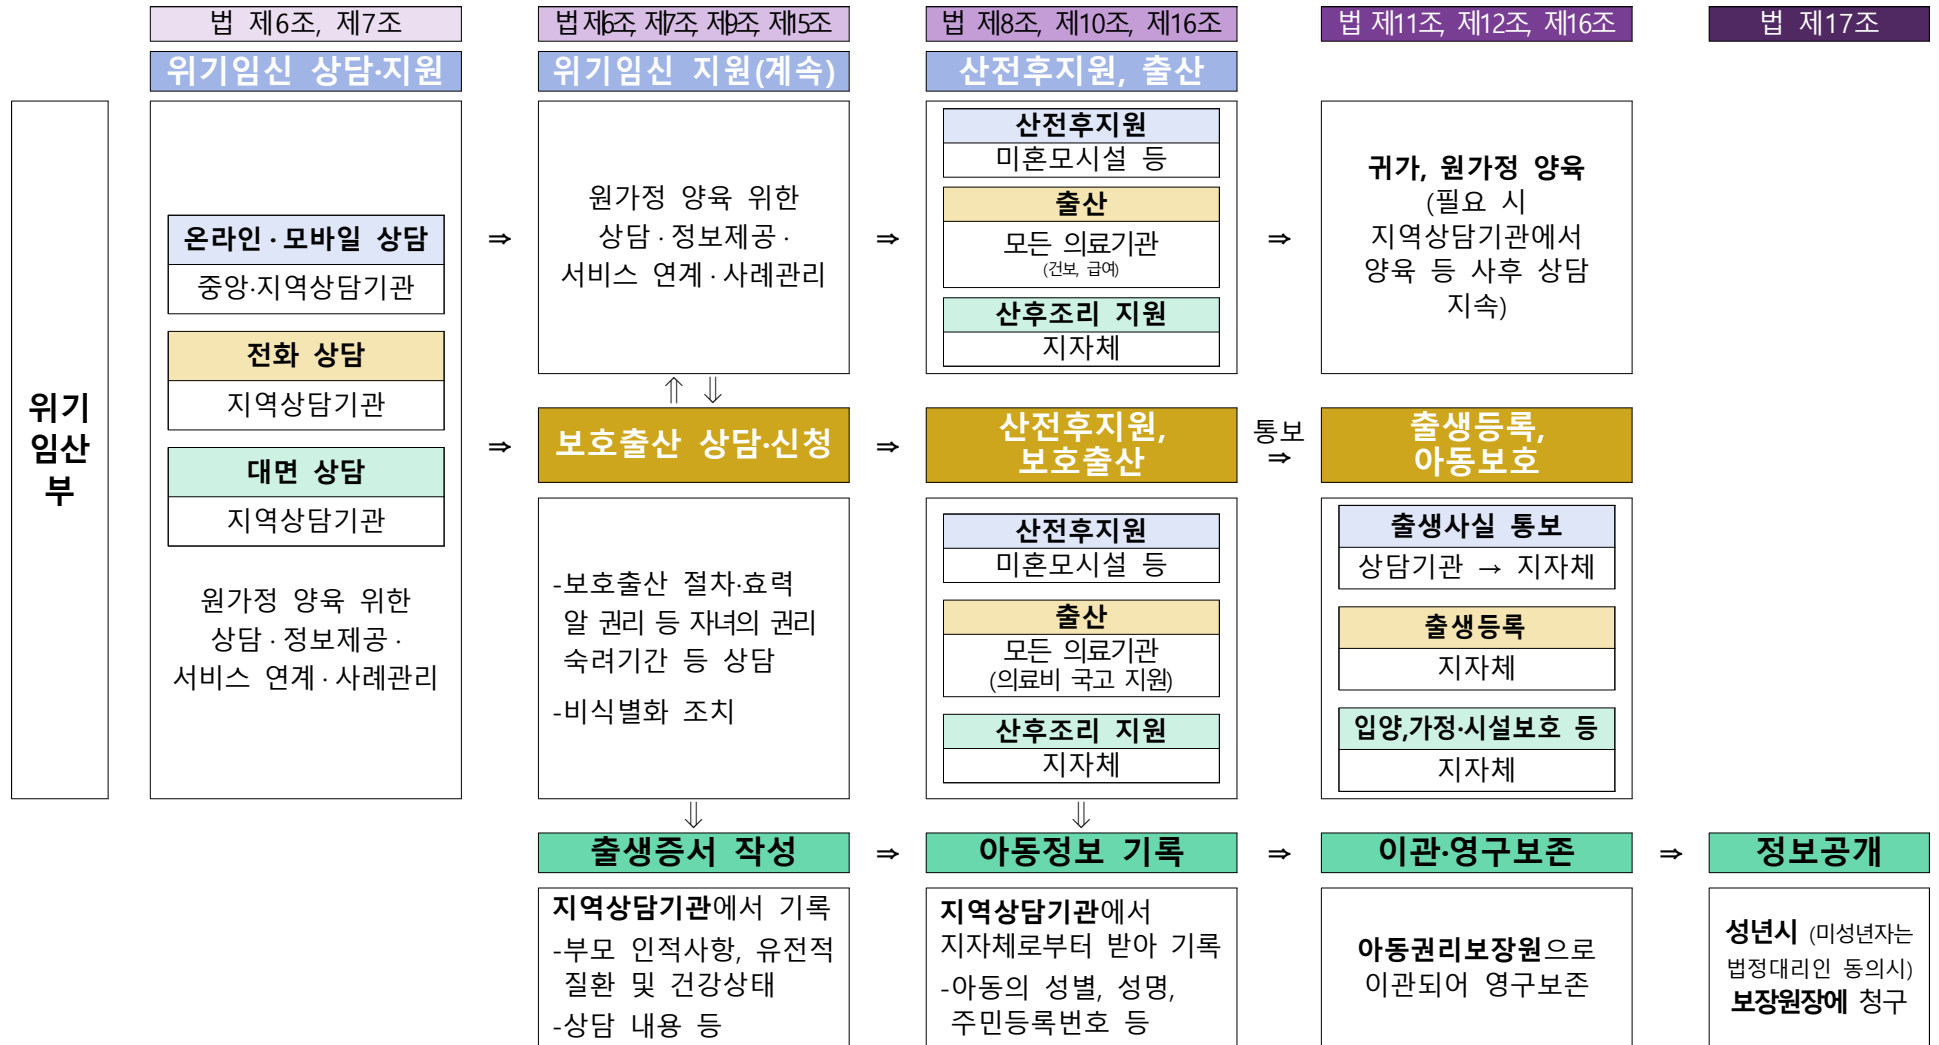 법 제6조, 제7조
법 제6조, 제7조, 제9조, 제15조
법 제8조, 제10조, 제16조
법 제11조, 제12조, 제16조
법 제17조
위기임신 상담·지원
위기임신 지원(계속)
산전후지원, 출산
위기
임산
부
온라인·모바일 상담
중앙·지역상담기관
전화 상담
지역상담기관
대면 상담
지역상담기관
원가정 양육 위한
상담·정보제공·
서비스 연계·사례관리
⇒
원가정 양육 위한
상담·정보제공·
서비스 연계·사례관리
⇒
산전후지원
미혼모시설 등
출산
모든 의료기관
(건보, 급여)
산후조리 지원
지자체
⇒
귀가, 원가정 양육
(필요 시
지역상담기관에서
양육 등 사후 상담
지속)
⇑ ⇓
⇒
보호출산 상담·신청
⇒
산전후지원,
보호출산
통보
⇒
출생등록,
아동보호
-보호출산 절차·효력
알 권리 등 자녀의 권리
숙려기간 등 상담
-비식별화 조치
산전후지원
미혼모시설 등
출산
모든 의료기관
(의료비 국고 지원)
산후조리 지원
지자체
출생사실 통보
상담기관 → 지자체
출생등록
지자체
입양,가정·시설보호 등
지자체
⇓
⇓
출생증서 작성
⇒
아동정보 기록
⇒
이관·영구보존
⇒
정보공개
지역상담기관에서 기록
-부모 인적사항, 유전적
질환 및 건강상태
-상담 내용 등
지역상담기관에서
지자체로부터 받아 기록
-아동의 성별, 성명,
주민등록번호 등
아동권리보장원으로
이관되어 영구보존
성년시 (미성년자는
법정대리인 동의시)
보장원장에 청구